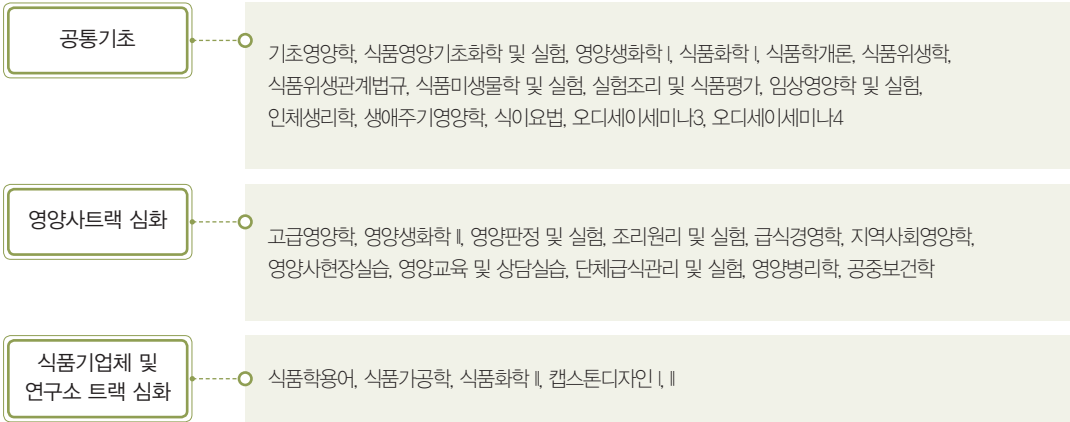 공통기초
기초영양학, 식품영양기초화학 및 실험, 영양생화학 I, 식품화학 I, 식품학개론, 식품위생학,
식품위생관계법규, 식품미생물학 및 실험, 실험조리 및 식품평가, 임상영양학 및 실험,
인체생리학, 생애주기영양학, 식이요법, 오디세이세미나3, 오디세이세미나4
영양사트랙 심화
고급영양학, 영양생화학 II, 영양판정 및 실험, 조리원리 및 실험, 급식경영학, 지역사회영양학,
영양사현장실습, 영양교육 및 상담실습, 단체급식관리 및 실험, 영양병리학, 공중보건학
식품기업체 및
연구소 트랙 심화
식품학용어, 식품가공학, 식품화학 II, 캡스톤디자인 I, II